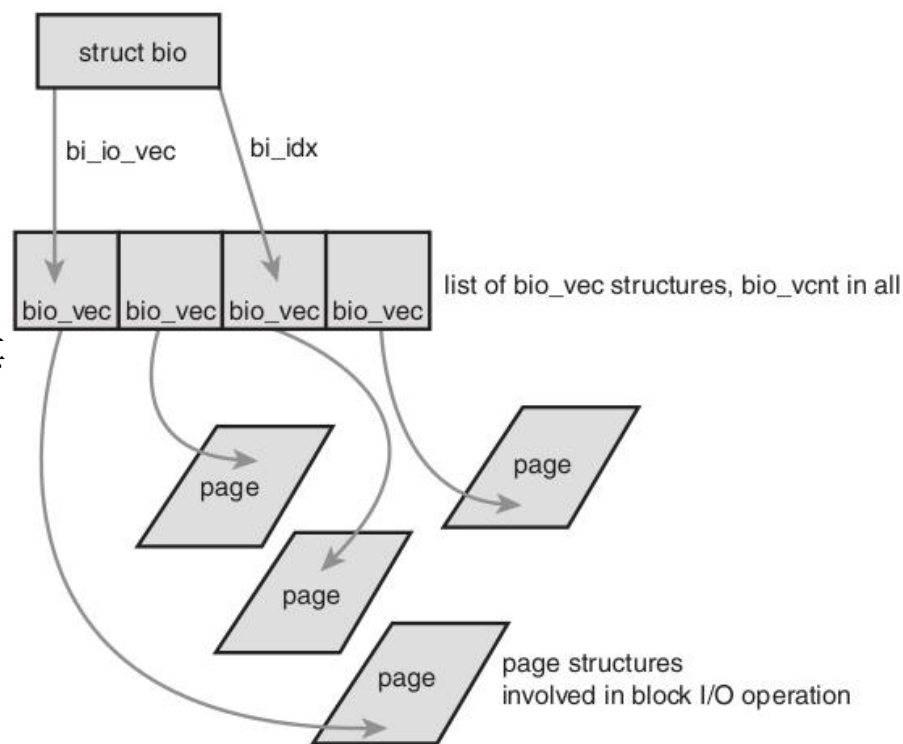 struct bio
bi_io_vec
bi_idx
bio_vec
bio_vec
bio_vec
bio_vec
list of bio_vec structures, bio_vcnt in all
page
page
page
page
page structures
involved in block I/O operation